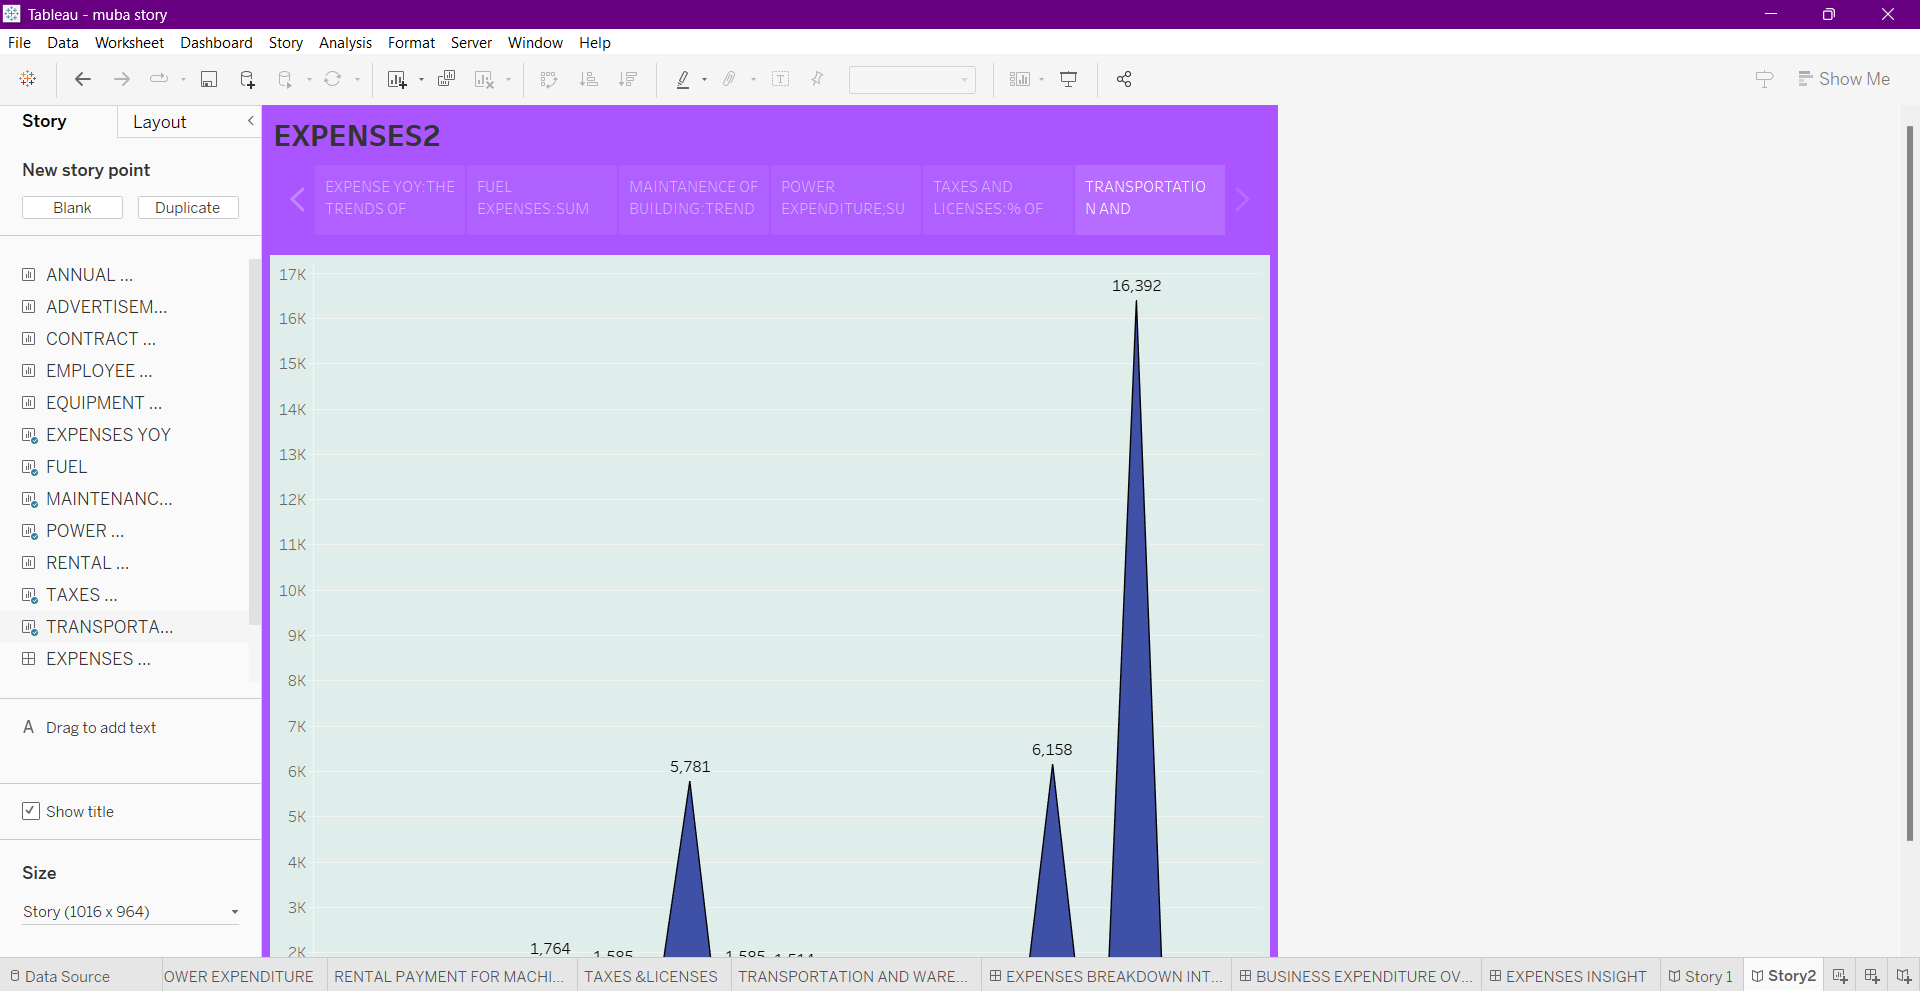 Tableau - muba story
File Data Worksheet Dashboard Story Analysis Format Server Window Help
Show Me
Story Layout
New story point
Blank Duplicate
ANNUAL ...
ADVERTISEM...
CONTRACT ...
EMPLOYEE ...
EQUIPMENT ...
EXPENSES YOY
FUEL
MAINTENANC...
POWER ...
RENTAL ...
TAXES ...
TRANSPORTA...
EXPENSES ...
A Drag to add text
Show title
Size
Story (1016 x 964)
EXPENSES2
EXPENSE YOY:THE
TRENDS OF
FUEL
EXPENSES:SUM
MAINTANENCE OF
BUILDING:TREND
POWER
EXPENDITURE;SU
TAXES AND
LICENSES:% OF
TRANSPORTATIO
N AND
17K
16,392
16K
15K
14K
13K
12K
11K
10K
9K
8K
7K
6,158
5,781
6K
5K
4K
3K
1,764
2K
1,585
1,585
1,514
Data Source
OWER EXPENDITURE
RENTAL PAYMENT FOR MACHI...
TAXES &LICENSES
TRANSPORTATION AND WARE...
EXPENSES BREAKDOWN INT...
BUSINESS EXPENDITURE OV...
EXPENSES INSIGHT
Story 1
Story2